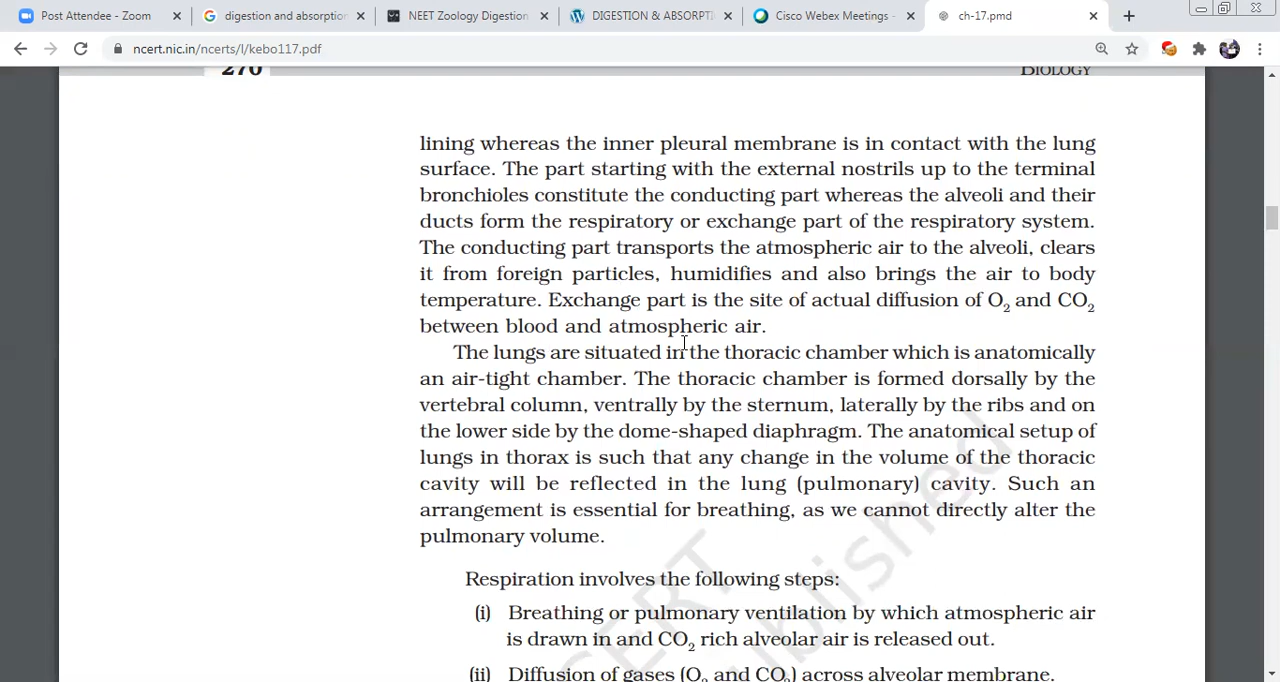 Post Attendee - Zoom
digestion and absorption
NEET Zoology Digestion
DIGESTION & ABSORPT
Cisco Webex Meetings -
ch-17.pmd
ncert.nic.in/ncerts/l/kebo117.pdf
270
BIOLOGY
lining whereas the inner pleural membrane is in contact with the lung
surface. The part starting with the external nostrils up to the terminal
bronchioles constitute the conducting part whereas the alveoli and their
ducts form the respiratory or exchange part of the respiratory system.
The conducting part transports the atmospheric air to the alveoli, clears
it from foreign particles, humidifies and also brings the air to body
temperature. Exchange part is the site of actual diffusion of O₂ and CO₂
between blood and atmospheric air.
The lungs are situated in the thoracic chamber which is anatomically
an air-tight chamber. The thoracic chamber is formed dorsally by the
vertebral column, ventrally by the sternum, laterally by the ribs and on
the lower side by the dome-shaped diaphragm. The anatomical setup of
lungs in thorax is such that any change in the volume of the thoracic
cavity will be reflected in the lung (pulmonary) cavity. Such an
arrangement is essential for breathing, as we cannot directly alter the
pulmonary volume.
Respiration involves the following steps:
(i) Breathing or pulmonary ventilation by which atmospheric air
is drawn in and CO₂ rich alveolar air is released out.
(ii) Diffusion of gases (O₂ and CO₂) across alveolar membrane.